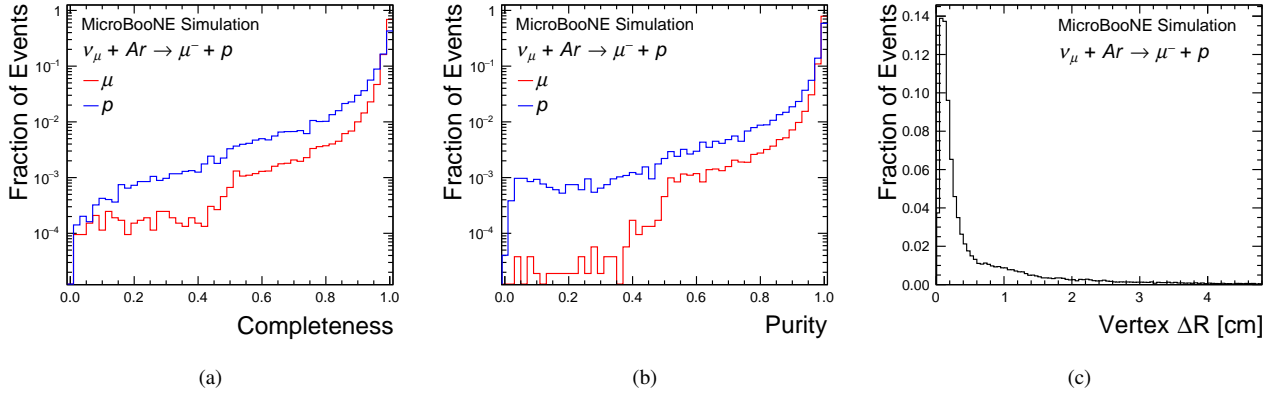 MicroBooNE Simulation
νμ + Ar → μ⁻ + p
μ
p
Fraction of Events
1
10⁻¹
10⁻²
10⁻³
10⁻⁴
0.0 0.2 0.4 0.6 0.8 1.0
Completeness
(a)
MicroBooNE Simulation
νμ + Ar → μ⁻ + p
μ
p
Fraction of Events
1
10⁻¹
10⁻²
10⁻³
10⁻⁴
0.0 0.2 0.4 0.6 0.8 1.0
Purity
(b)
MicroBooNE Simulation
νμ + Ar → μ⁻ + p
Fraction of Events
0.14
0.12
0.10
0.08
0.06
0.04
0.02
0.00
0 1 2 3 4
Vertex ΔR [cm]
(c)